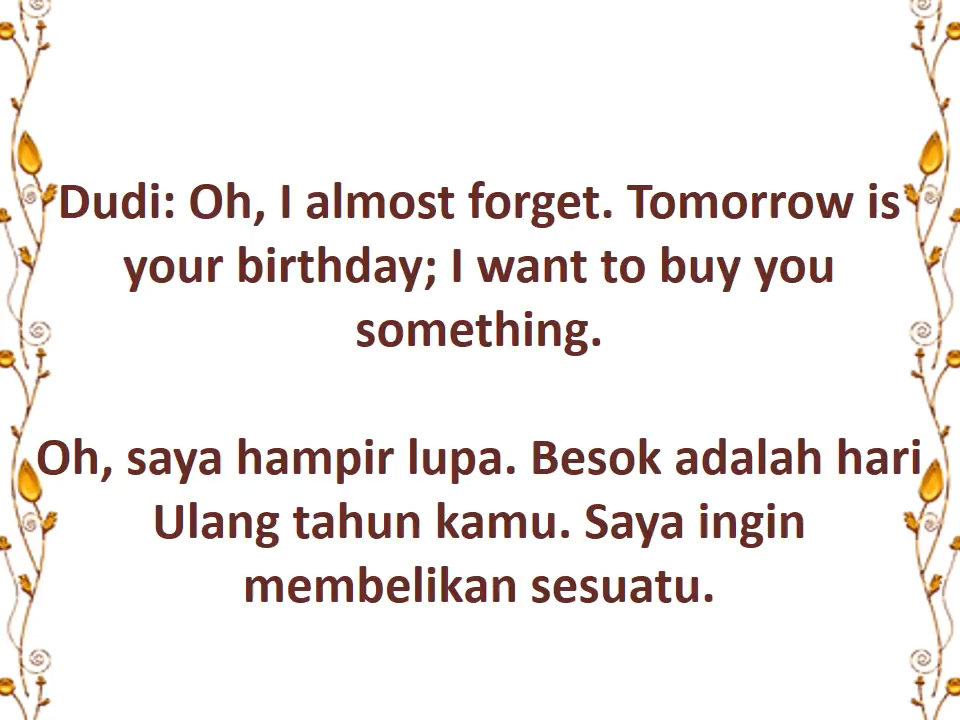 Dudi: Oh, I almost forget. Tomorrow is
your birthday; I want to buy you
something.
Oh, saya hampir lupa. Besok adalah hari
Ulang tahun kamu. Saya ingin
membelikan sesuatu.